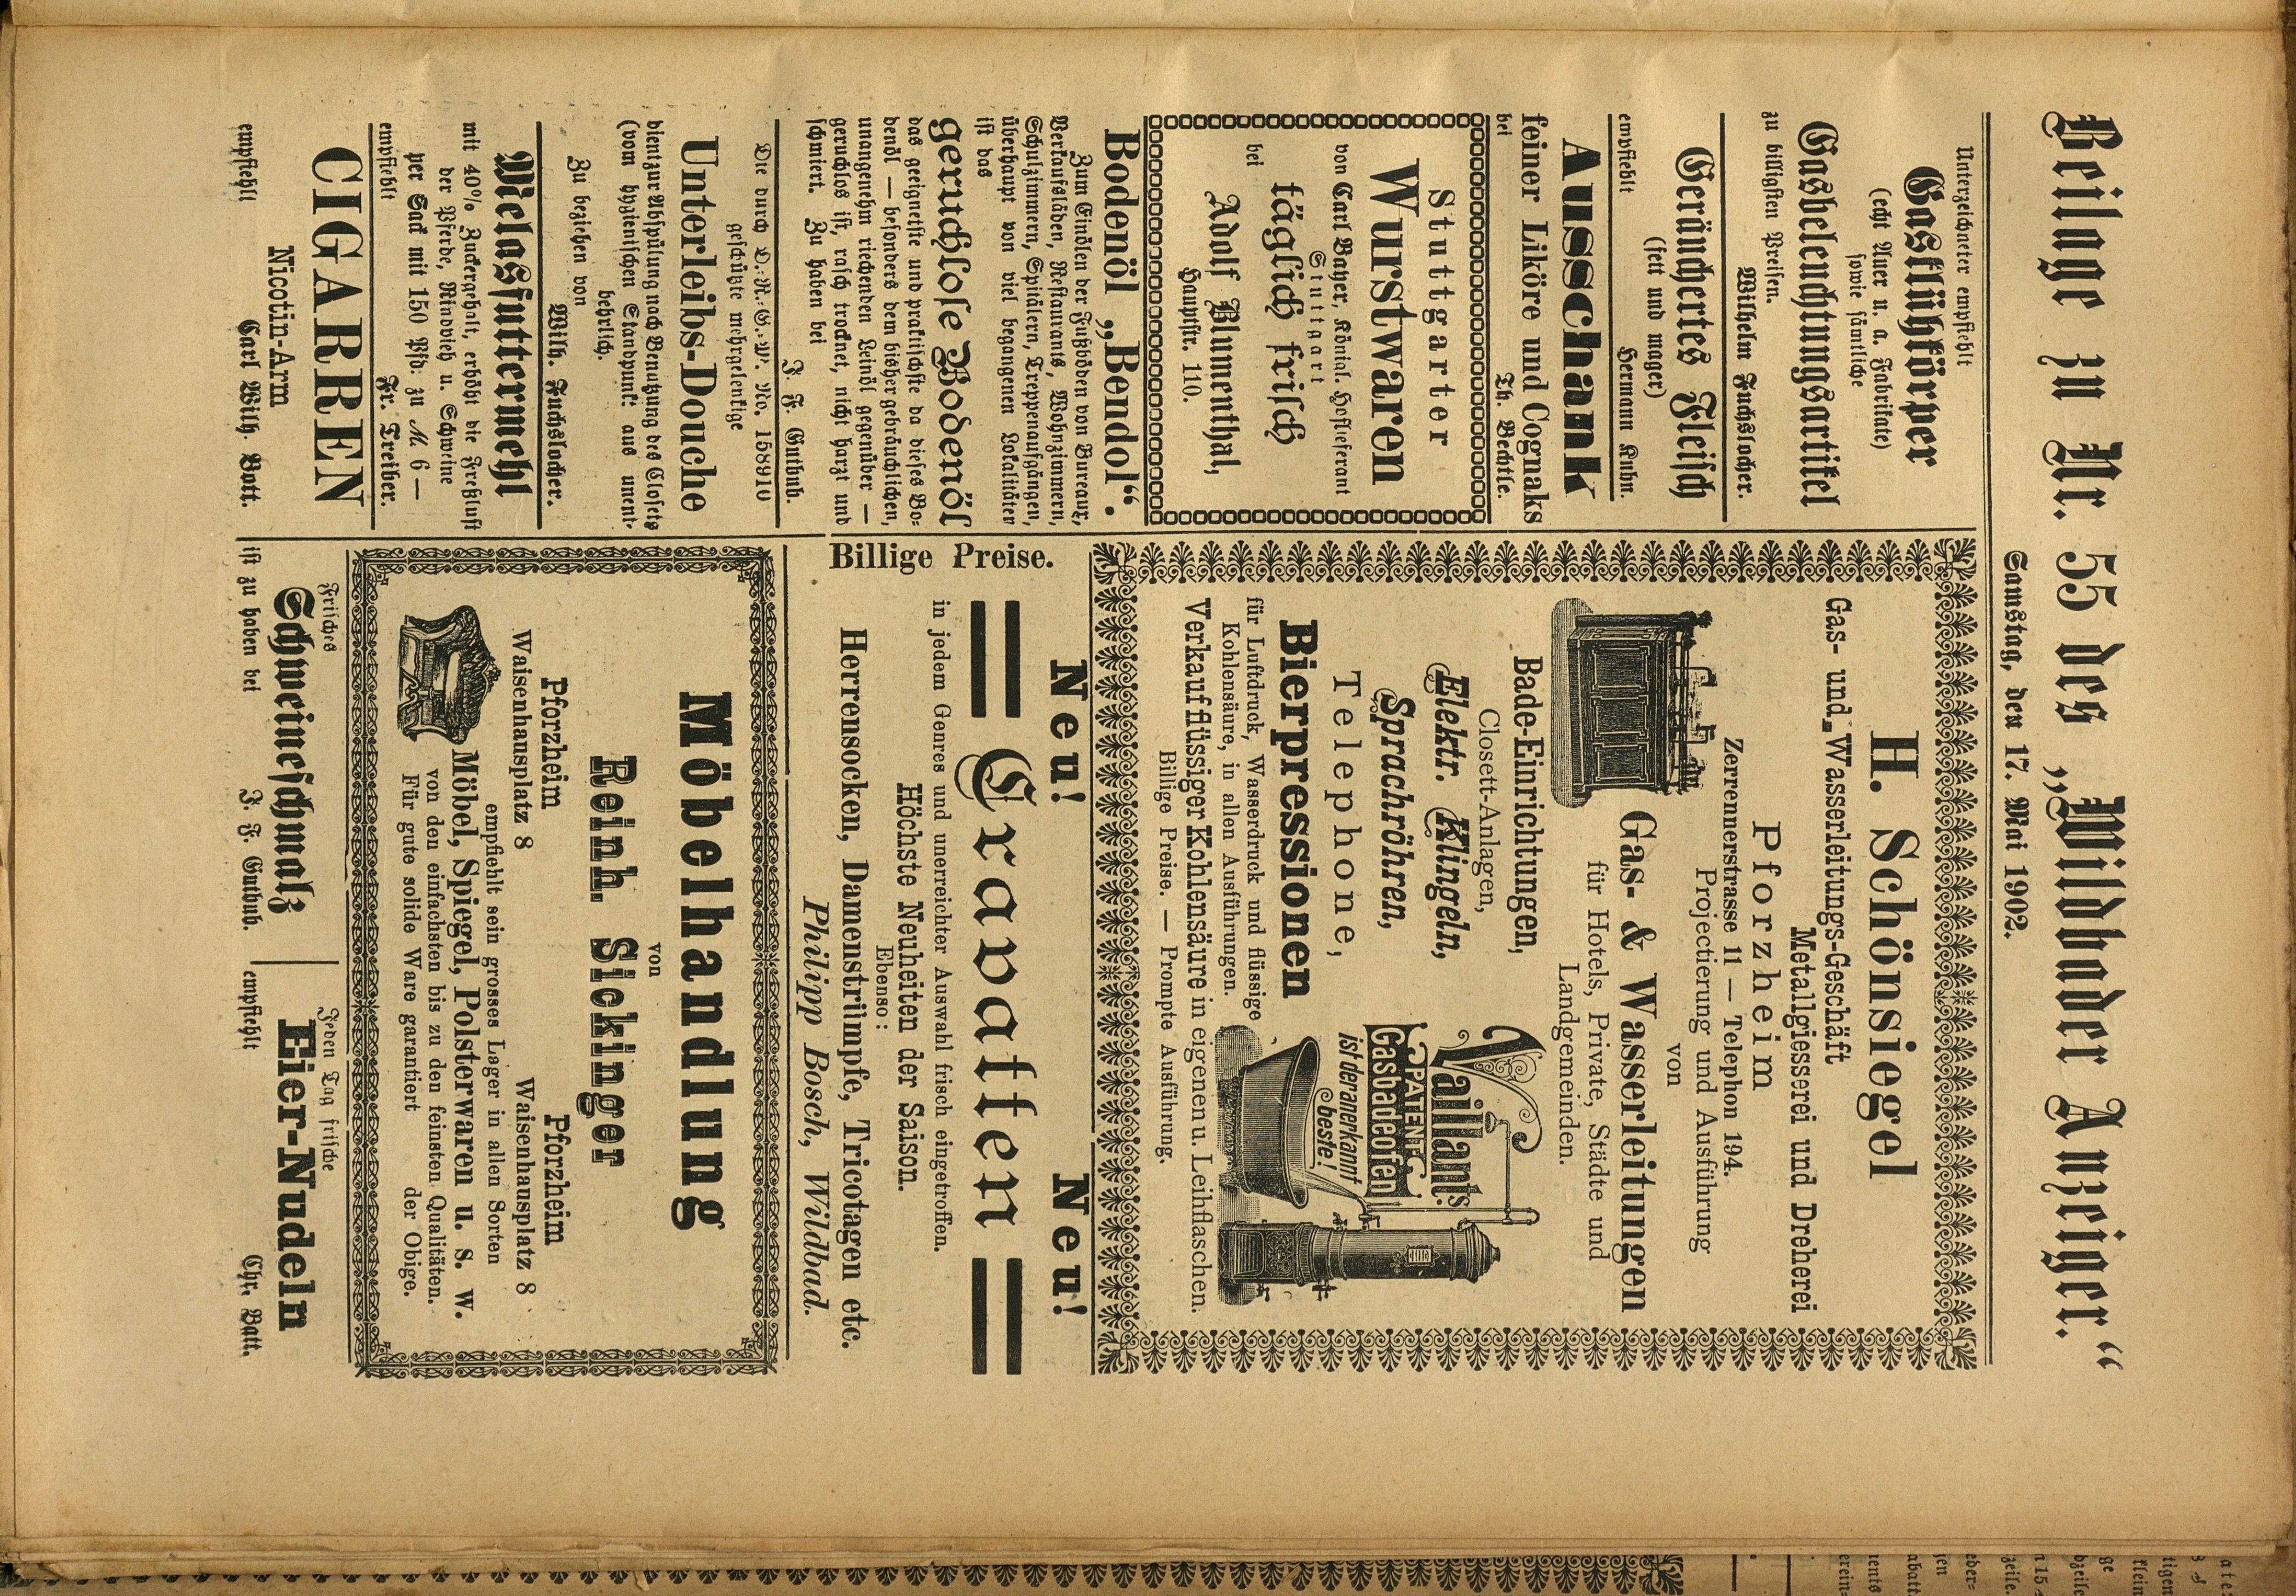 Beilage zu Nr. 55 des „Wildbader Anzeiger.“
Samstag, den 17. Mai 1902.
Unterzeichneter empfiehlt
Gasglühkörper
(echt Auer u. a. Fabrikate)
sowie sämtliche
Gasbeleuchtungsartikel
zu billigsten Preisen.
Wilhelm Fuchslocher.
Geräuchertes Fleisch
(fett und mager)
empfiehlt Hermann Kuhn.
Ausschank
feiner Liköre und Cognaks
bei Th. Bechtle.
Stuttgarter
Wurstwaren
von Carl Bayer, Königl. Hoflieferant
Stuttgart
täglich frisch
bei
Adolf Blumenthal,
Hauptstr. 110.
Bodenöl „Bendol“.
Zum Einölen der Fußböden von Bureaux,
Verkaufsläden, Restaurants, Wohnzimmern,
Schulzimmern, Spitälern, Treppenaufgängen,
überhaupt von viel begangenen Lokalitäten
ist das
geruchlose Bodenöl
das geeignetste und praktischste da dieses Bo-
denöl — besonders dem bisher gebräuchlichen,
unangenehm riechenden Leinöl gegenüber —
geruchlos ist, rasch trocknet, nicht harzt und
schmiert. Zu haben bei
J. F. Gutbub.
Die durch D.-R.-G.-W. No. 158910
geschützte mehrgelenkige
Unterleibs-Douche
dient zur Abspülung nach Benutzung des Closets
(vom hygienischen Standpunkt aus unent-
behrlich.
Zu beziehen von
Wilh. Fuchslocher.
Melassfuttermehl
mit 40% Zuckergehalt, erhöht die Freßlust
der Pferde, Rindvieh u. Schweine
per Sack mit 150 Pfd. zu M. 6 —
empfiehlt Fr. Treiber.
CIGARREN
Nicotin-Arm
empfiehlt Carl Wilh. Bott.
H. Schönsiegel
Gas- und Wasserleitungs-Geschäft
Metallgiesserei und Dreherei
Pforzheim
Zerrennerstrasse 11 — Telephon 194.
Projectierung und Ausführung
von
Gas- & Wasserleitungen
für Hotels, Private, Städte und
Landgemeinden.
Bade-Einrichtungen,
Closett-Anlagen,
Elektr. Klingeln,
Sprachröhren,
Telephone,
Bierpressionen
für Luftdruck, Wasserdruck und flüssige
Kohlensäure, in allen Ausführungen.
Vaillant's
PATENT
Gasbadeofen
ist der anerkannt
beste!
Verkauf flüssiger Kohlensäure in eigenen u. Leihflaschen.
Billige Preise. — Prompte Ausführung.
Billige Preise.
Neu! Neu!
Cravatten
in jedem Genres und unerreichter Auswahl frisch eingetroffen.
Höchste Neuheiten der Saison.
Ebenso:
Herrensocken, Damenstrümpfe, Tricotagen etc.
Philipp Bosch, Wildbad.
Möbelhandlung
von
Reinh. Sickinger
Pforzheim Pforzheim
Waisenhausplatz 8 Waisenhausplatz 8
empfiehlt sein grosses Lager in allen Sorten
Möbel, Spiegel, Polsterwaren u. s. w.
von den einfachsten bis zu den feinsten Qualitäten.
Für gute solide Ware garantiert der Obige.
Frisches
Schweineschmalz
ist zu haben bei J. F. Gutbub.
Jeden Tag frische
Eier-Nudeln
empfiehlt Chr. Batt.